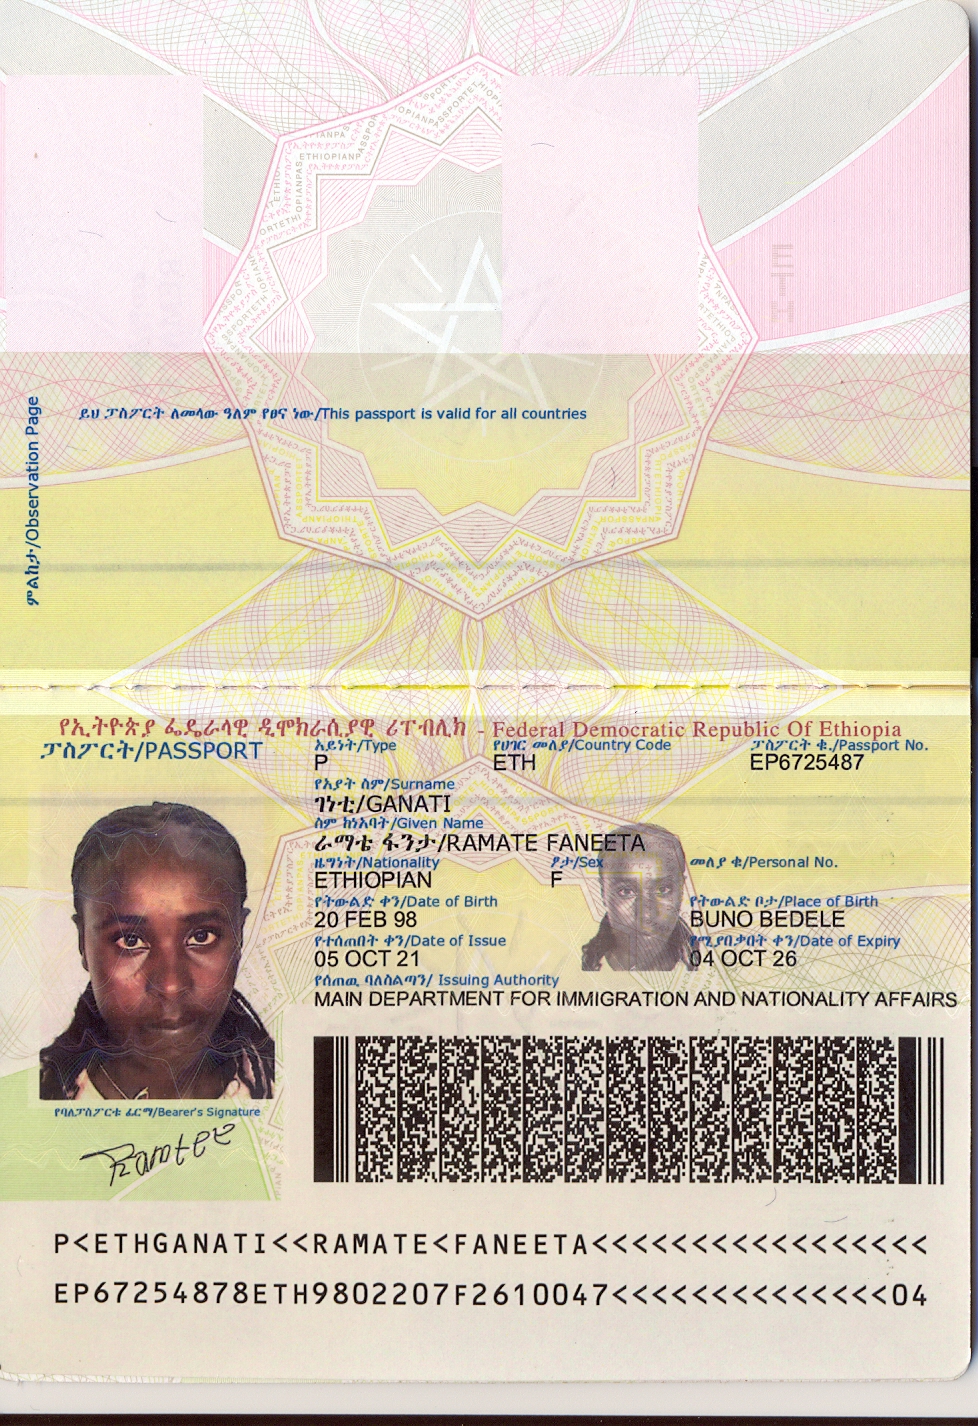 ይህ ፓስፖርት ለመላው ዓለም የፀና ነው/This passport is valid for all countries
ምልከታ/Observation Page
የኢትዮጵያ ፌዴራላዊ ዲሞክራሲያዊ ሪፐብሊክ - Federal Democratic Republic Of Ethiopia
ፓስፖርት/PASSPORT
አይነት/Type
የሀገር መለያ/Country Code
ፓስፖርት ቁ./Passport No.
P
ETH
EP6725487
የአያት ስም/Surname
ገነቲ/GANATI
ስም ከነአባት/Given Name
ራማቴ ፋንታ/RAMATE FANEETA
ዜግነት/Nationality
ፆታ/Sex
መለያ ቁ/Personal No.
ETHIOPIAN
F
የትውልድ ቀን/Date of Birth
የትውልድ ቦታ/Place of Birth
20 FEB 98
BUNO BEDELE
የተሰጠበት ቀን/Date of Issue
የሚያበቃበት ቀን/Date of Expiry
05 OCT 21
04 OCT 26
የሰጠው ባለስልጣን/ Issuing Authority
MAIN DEPARTMENT FOR IMMIGRATION AND NATIONALITY AFFAIRS
የባለፓስፖርቱ ፊርማ/Bearer's Signature
P<ETHGANATI<<RAMATE<FANEETA<<<<<<<<<<<<<<<<<
EP67254878ETH9802207F2610047<<<<<<<<<<<<<<04
ETH